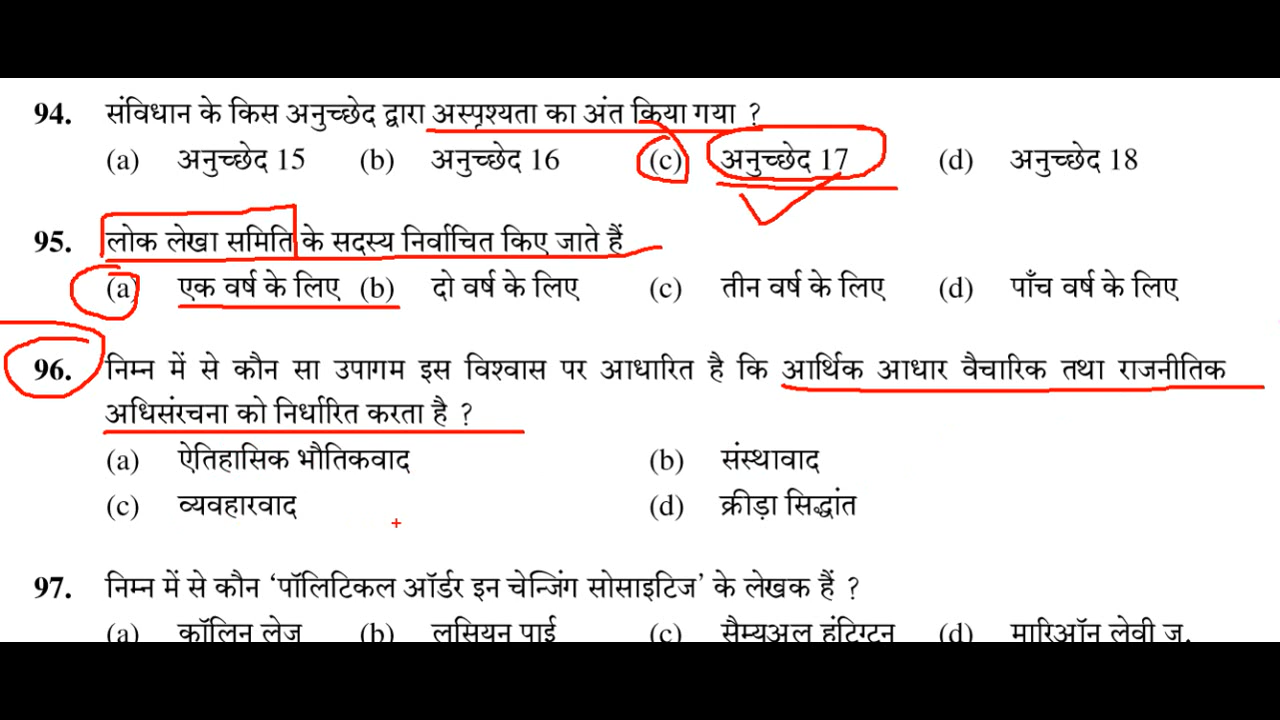 94. संविधान के किस अनुच्छेद द्वारा अस्पृश्यता का अंत किया गया ?
(a) अनुच्छेद 15 (b) अनुच्छेद 16 (c) अनुच्छेद 17 (d) अनुच्छेद 18
95. लोक लेखा समिति के सदस्य निर्वाचित किए जाते हैं
(a) एक वर्ष के लिए (b) दो वर्ष के लिए (c) तीन वर्ष के लिए (d) पाँच वर्ष के लिए
96. निम्न में से कौन सा उपागम इस विश्वास पर आधारित है कि आर्थिक आधार वैचारिक तथा राजनीतिक
अधिसंरचना को निर्धारित करता है ?
(a) ऐतिहासिक भौतिकवाद (b) संस्थावाद
(c) व्यवहारवाद (d) क्रीड़ा सिद्धांत
97. निम्न में से कौन ‘पॉलिटिकल ऑर्डर इन चेन्जिंग सोसाइटिज’ के लेखक हैं ?
(a) कॉलिन लेज (b) लुसियन पाई (c) सैम्युअल हंटिग्टन (d) मारिऑन लेवी जू.